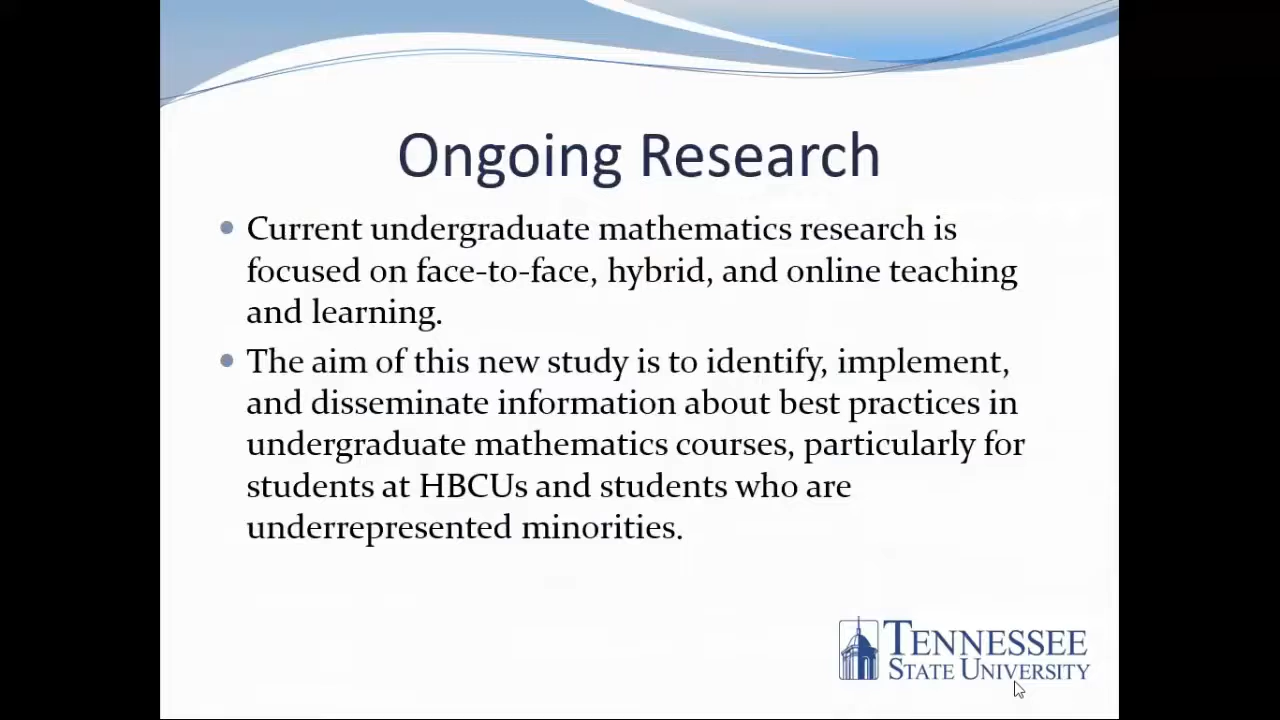 Ongoing Research
Current undergraduate mathematics research is
focused on face-to-face, hybrid, and online teaching
and learning.
The aim of this new study is to identify, implement,
and disseminate information about best practices in
undergraduate mathematics courses, particularly for
students at HBCUs and students who are
underrepresented minorities.
TENNESSEE
STATE UNIVERSITY